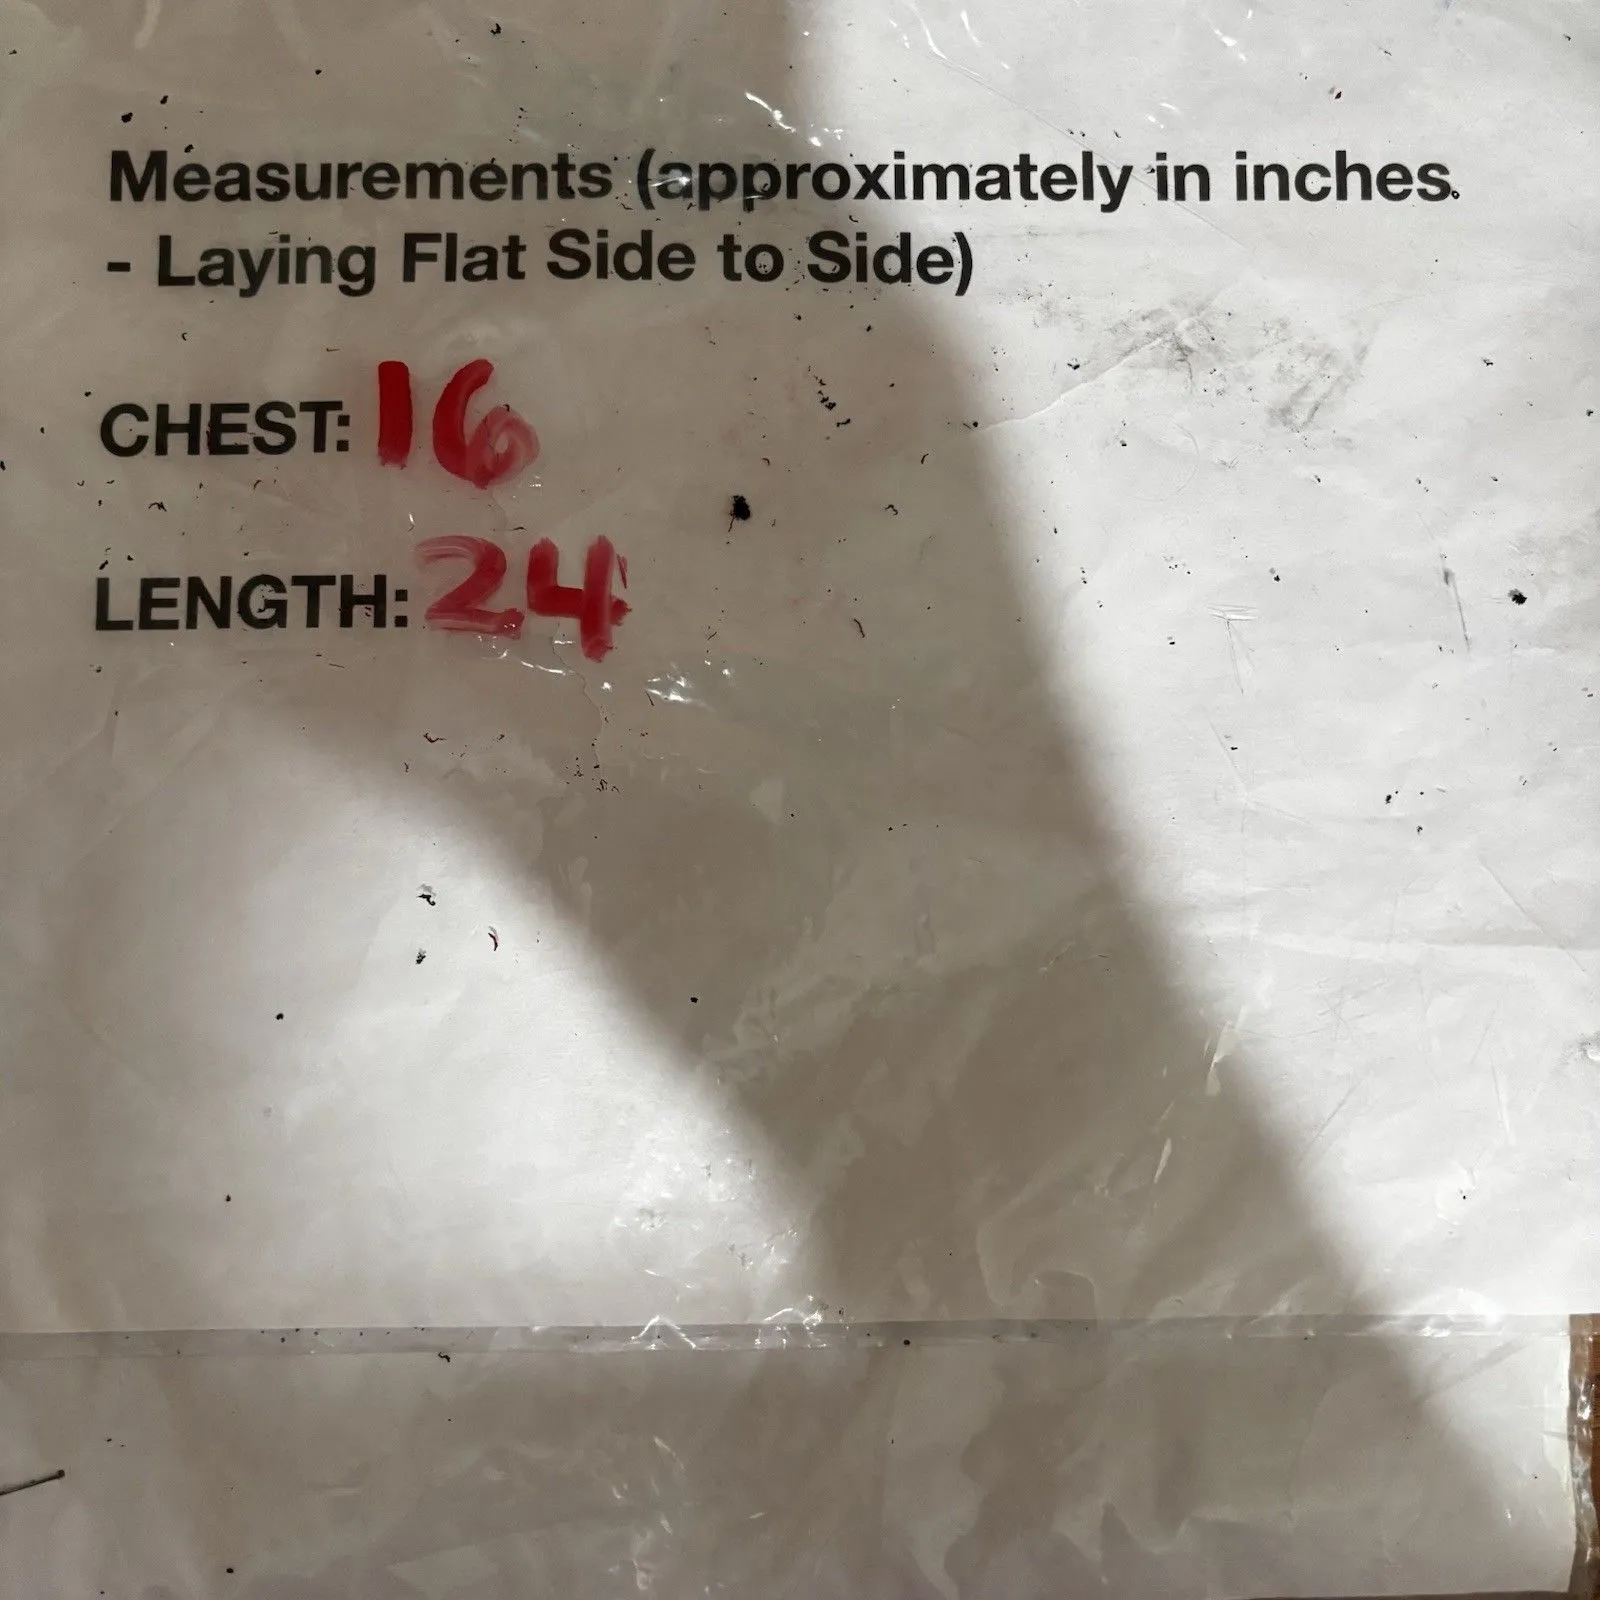 Measurements (approximately in inches.
- Laying Flat Side to Side)
CHEST: 16
LENGTH: 24